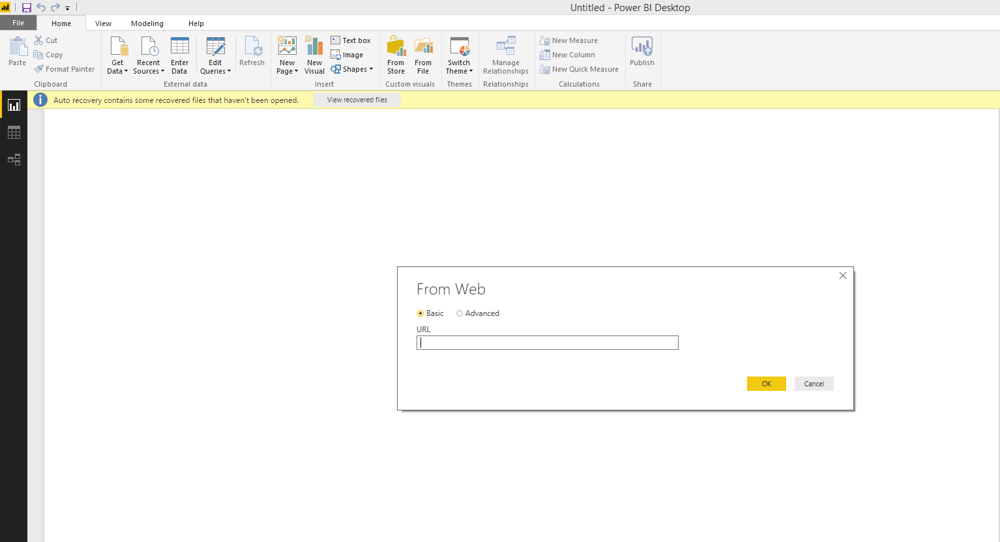 Untitled - Power BI Desktop
File Home View Modeling Help
Paste
Cut
Copy
Format Painter
Clipboard
Get Data
Recent Sources
Enter Data
Edit Queries
Refresh
External data
New Page
New Visual
Text box
Image
Shapes
Insert
From Store
From File
Custom visuals
Switch Theme
Themes
Manage Relationships
Relationships
New Measure
New Column
New Quick Measure
Calculations
Publish
Share
Auto recovery contains some recovered files that haven't been opened. View recovered files
From Web
Basic Advanced
URL
OK Cancel